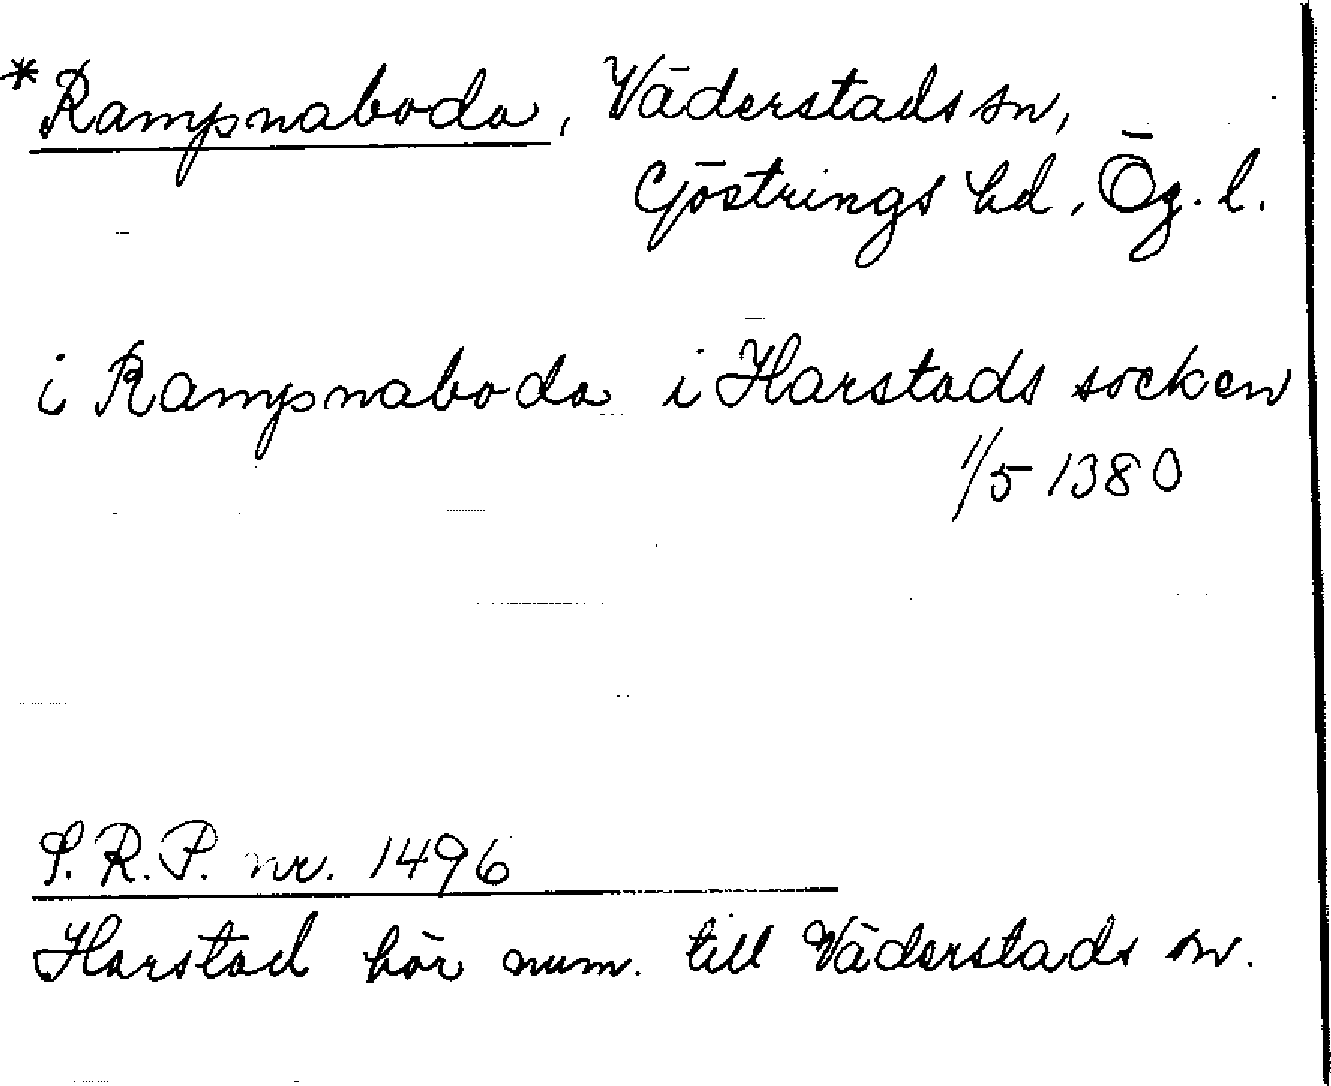 *Rampnaboda, Väderstads sn,
Göstrings hd, Ög. l.
i Rampnaboda i Harstads socken
1/5 1380
S.R.P. nr. 1496
Harstad hör num. till Väderstads sn.